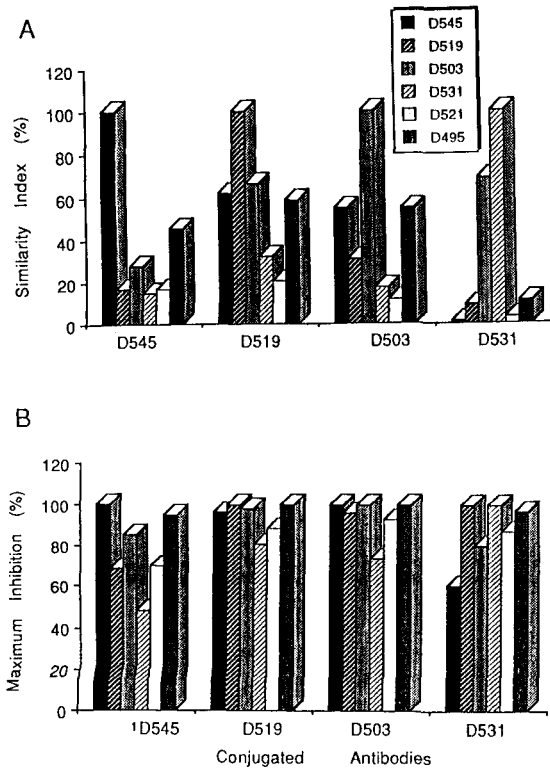 A
D545
D519
D503
D531
D521
D495
Similarity Index (%)
120
100
80
60
40
20
0
D545 D519 D503 D531
B
Maximum Inhibition (%)
120
100
80
60
40
20
0
1D545 D519 D503 D531
Conjugated Antibodies